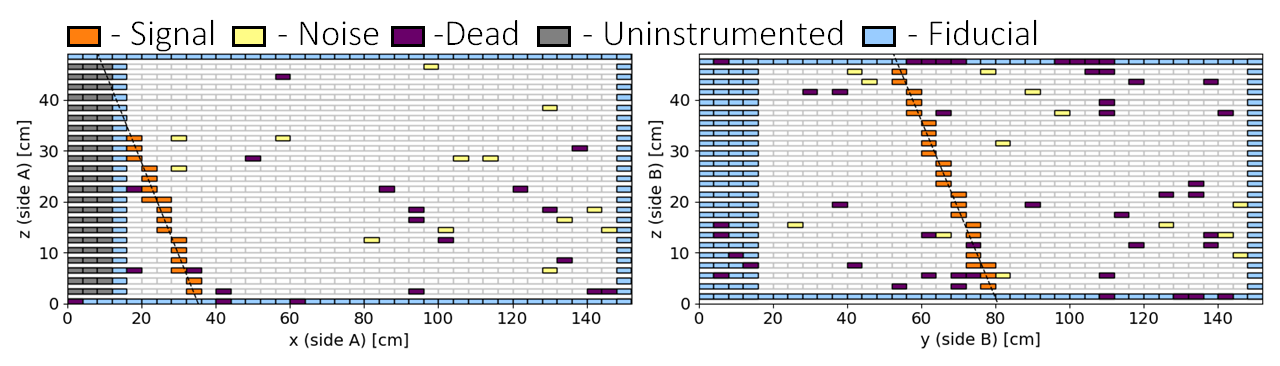 - Signal - Noise -Dead - Uninstrumented - Fiducial
40
30
20
10
0
z (side A) [cm]
0 20 40 60 80 100 120 140
x (side A) [cm]
40
30
20
10
0
z (side B) [cm]
0 20 40 60 80 100 120 140
y (side B) [cm]